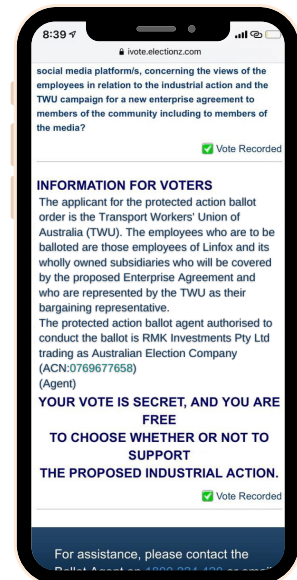 8:39
ivote.electionz.com
social media platform/s, concerning the views of the
employees in relation to the industrial action and the
TWU campaign for a new enterprise agreement to
members of the community including to members of
the media?
Vote Recorded
INFORMATION FOR VOTERS
The applicant for the protected action ballot
order is the Transport Workers' Union of
Australia (TWU). The employees who are to be
balloted are those employees of Linfox and its
wholly owned subsidiaries who will be covered
by the proposed Enterprise Agreement and
who are represented by the TWU as their
bargaining representative.
The protected action ballot agent authorised to
conduct the ballot is RMK Investments Pty Ltd
trading as Australian Election Company
(ACN:0769677658)
(Agent)
YOUR VOTE IS SECRET, AND YOU ARE
FREE
TO CHOOSE WHETHER OR NOT TO
SUPPORT
THE PROPOSED INDUSTRIAL ACTION.
Vote Recorded
For assistance, please contact the
Ballot Agent on